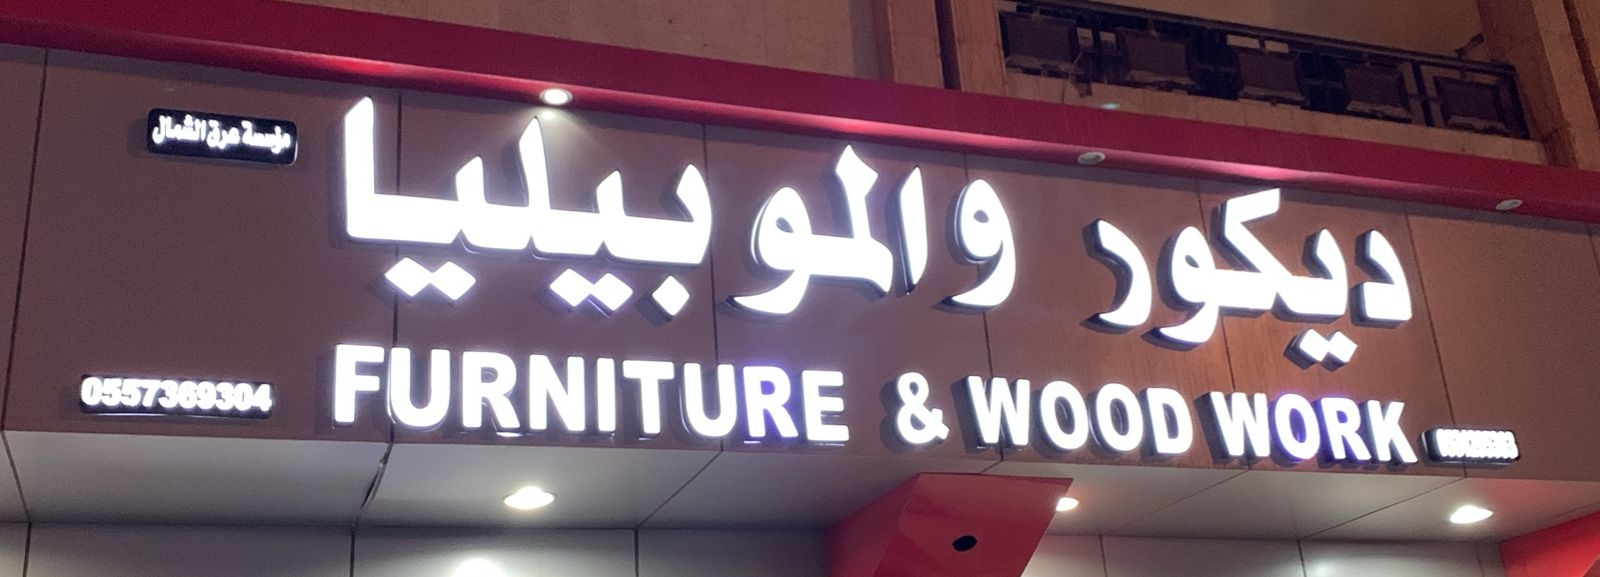 مؤسسة عرق الشمال
ديكور والموبيليا
FURNITURE & WOOD WORK
0557369304